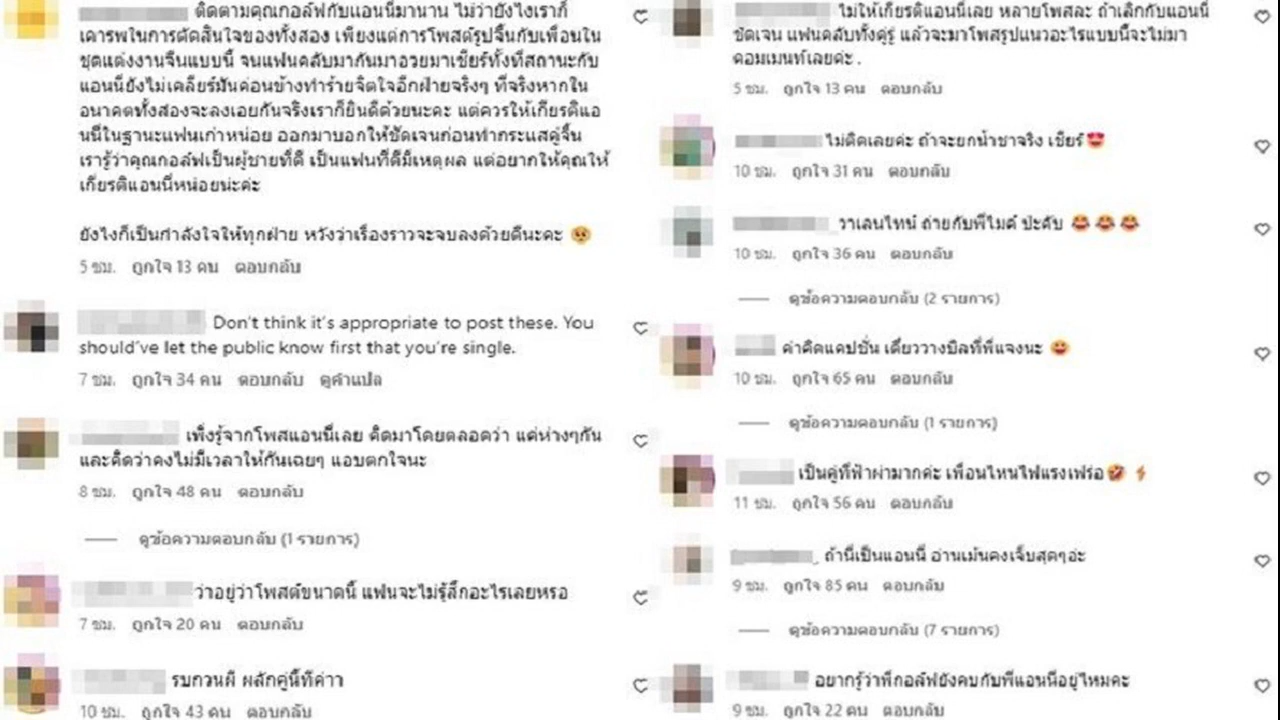 ติดตามคุณกอล์ฟกับแอนนี่มานาน ไม่ว่ายังไงเราก็
เคารพในการตัดสินใจของทั้งสอง เพียงแต่การโพสต์รูปจิ้นกับเพื่อนใน
ชุดแต่งงานจีนแบบนี้ จนแฟนคลับมากันมาอวยมาเชียร์ทั้งที่สถานะกับ
แอนนี่ยังไม่เคลียร์มันค่อนข้างทำร้ายจิตใจอีกฝ่ายจริงๆ ที่จริงหากใน
อนาคตทั้งสองจะลงเอยกันจริงเราก็ยินดีด้วยนะคะ แต่ควรให้เกียรติแอ
นนี่ในฐานะแฟนเก่าหน่อย ออกมาบอกให้ชัดเจนก่อนทำกระแสคู่จิ้น
เรารู้ว่าคุณกอล์ฟเป็นผู้ชายที่ดี เป็นแฟนที่ดีมีเหตุผล แต่อยากให้คุณให้
เกียรติแอนนี่หน่อยน่ะค่ะ
ยังไงก็เป็นกำลังใจให้ทุกฝ่าย หวังว่าเรื่องราวจะจบลงด้วยดีนะคะ 🥺
5 ชม. ถูกใจ 13 คน ตอบกลับ
Don't think it's appropriate to post these. You
should've let the public know first that you're single.
7 ชม. ถูกใจ 34 คน ตอบกลับ ดูคำแปล
เพิ่งรู้จากโพสแอนนี่เลย คิดมาโดยตลอดว่า แค่ห่างๆกัน
และคิดว่าคงไม่มีเวลาให้กันเฉยๆ แอบตกใจนะ
8 ชม. ถูกใจ 48 คน ตอบกลับ
ดูข้อความตอบกลับ (1 รายการ)
ว่าอยู่ว่าโพสต์ขนาดนี้ แฟนจะไม่รู้สึกอะไรเลยหรอ
7 ชม. ถูกใจ 20 คน ตอบกลับ
รบกวนผี ผลักคู่นี้ทีค่าา
10 ชม. ถูกใจ 43 คน ตอบกลับ
ไม่ให้เกียรติแอนนี่เลย หลายโพสละ ถ้าเลิกกับแอนนี่
ชัดเจน แฟนคลับทั้งคู่รู้ แล้วจะมาโพสรูปแนวอะไรแบบนี้จะไม่มา
คอมเมนท์เลยค่ะ .
5 ชม. ถูกใจ 13 คน ตอบกลับ
ไม่ติดเลยค่ะ ถ้าจะยกน้ำชาจริง เชียร์😍
10 ชม. ถูกใจ 31 คน ตอบกลับ
วาเลนไทน์ ถ่ายกับพี่ไมค์ ป่ะคับ 😂😂😂
10 ชม. ถูกใจ 36 คน ตอบกลับ
ดูข้อความตอบกลับ (2 รายการ)
ค่าคิดแคปชั่น เดี๋ยววางบิลที่พี่แจงนะ 😄
10 ชม. ถูกใจ 65 คน ตอบกลับ
ดูข้อความตอบกลับ (1 รายการ)
เป็นคู่ที่ฟ้าผ่ามากค่ะ เพื่อนไหนไฟแรงเฟร่อ🤣⚡
11 ชม. ถูกใจ 56 คน ตอบกลับ
ถ้านี่เป็นแอนนี่ อ่านเม้นคงเจ็บสุดๆอ่ะ
9 ชม. ถูกใจ 85 คน ตอบกลับ
ดูข้อความตอบกลับ (7 รายการ)
อยากรู้ว่าพี่กอล์ฟยังคบกับพี่แอนนี่อยู่ไหมคะ
9 ชม. ถูกใจ 22 คน ตอบกลับ